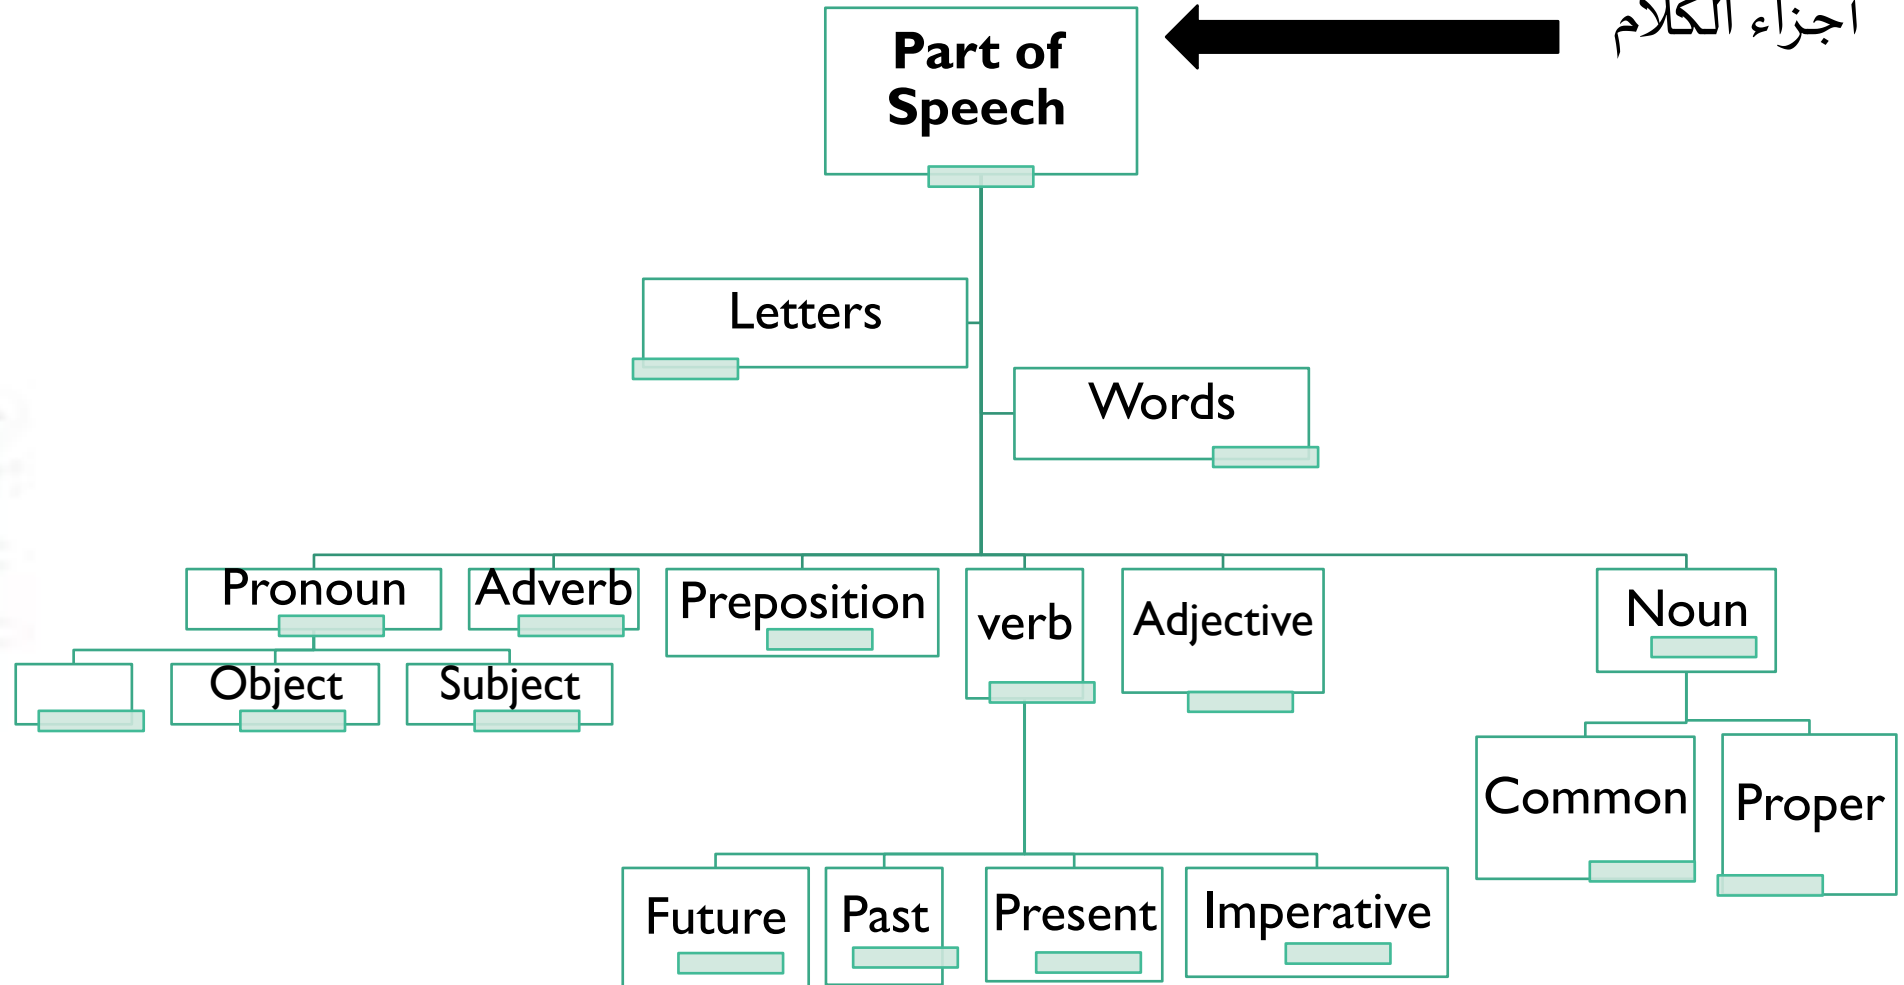 اجزاء الكلام
Part of
Speech
Letters
Words
Pronoun
Adverb
Preposition
verb
Adjective
Noun
Object
Subject
Common
Proper
Future
Past
Present
Imperative